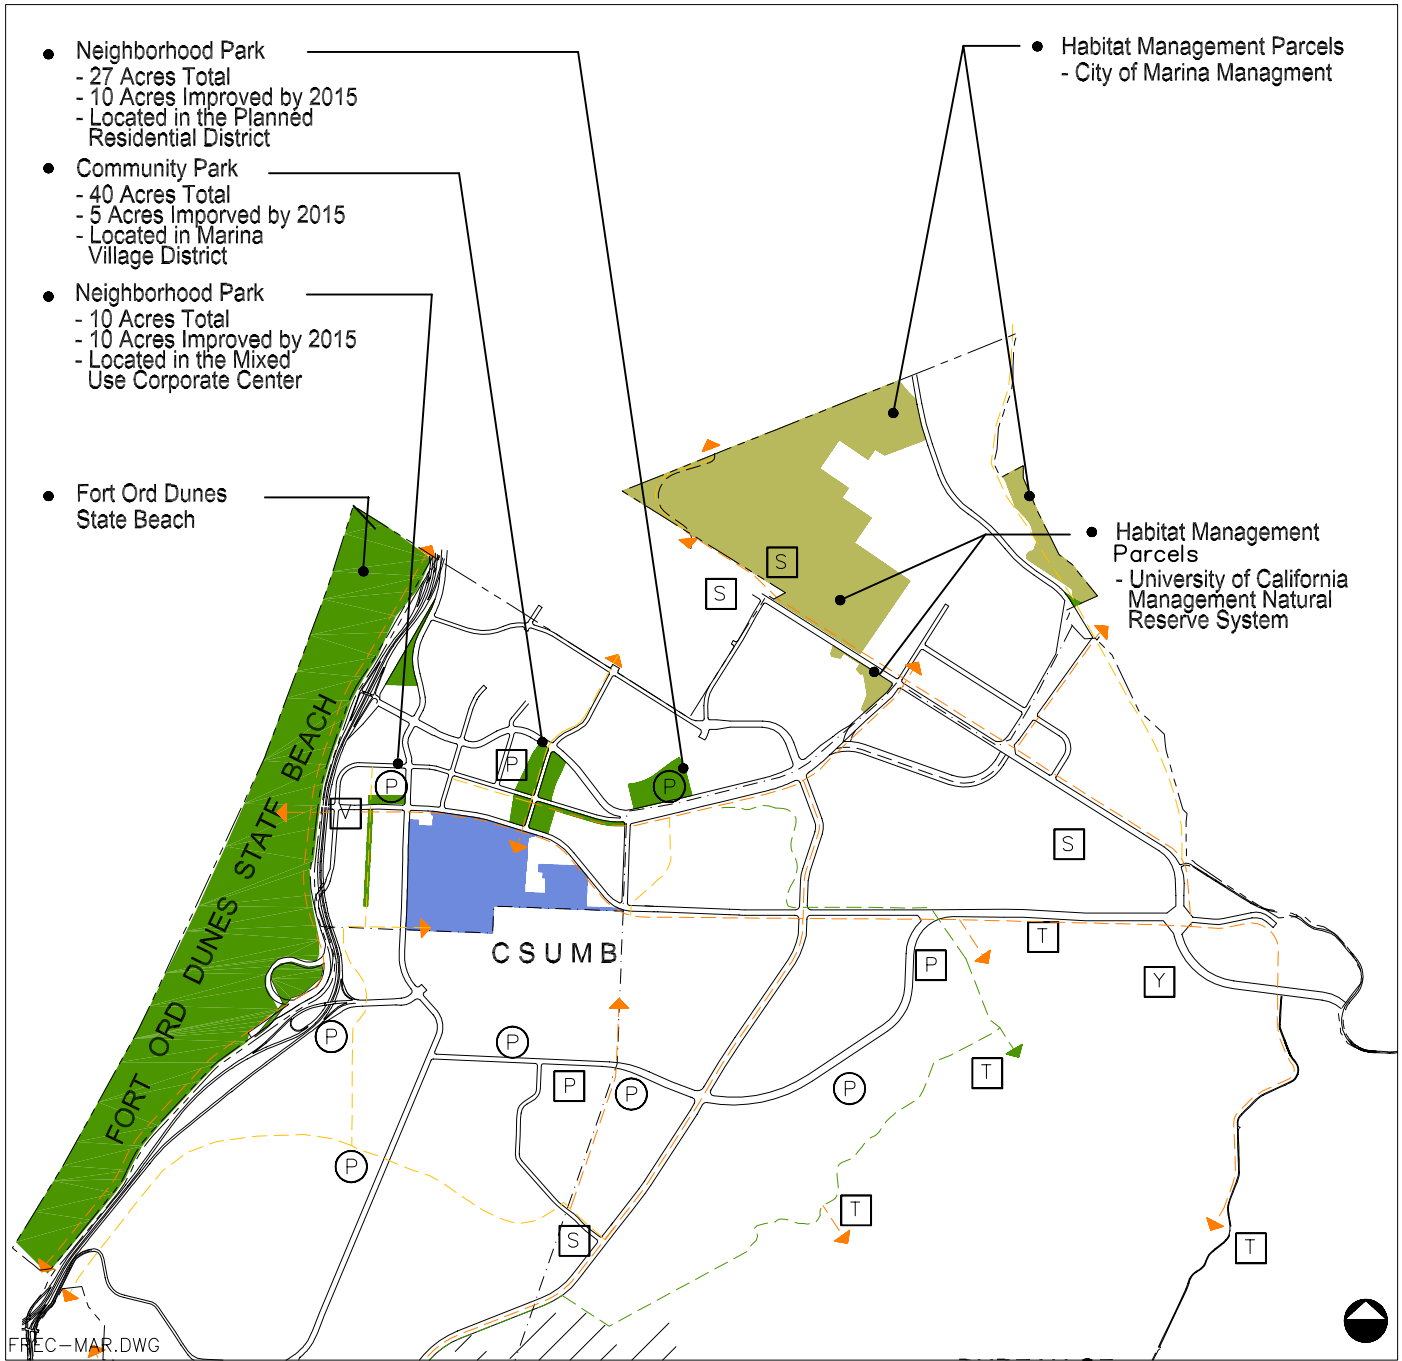 Neighborhood Park
- 27 Acres Total
- 10 Acres Improved by 2015
- Located in the Planned
Residential District
Community Park
- 40 Acres Total
- 5 Acres Imporved by 2015
- Located in Marina
Village District
Neighborhood Park
- 10 Acres Total
- 10 Acres Improved by 2015
- Located in the Mixed
Use Corporate Center
Fort Ord Dunes
State Beach
Habitat Management Parcels
- City of Marina Managment
Habitat Management
Parcels
- University of California
Management Natural
Reserve System
S
S
P
P
P
V
S
FORT ORD DUNES STATE BEACH
CSUMB
T
P
Y
P
P
T
P
P
P
P
T
S
T
FREC-MAR.DWG